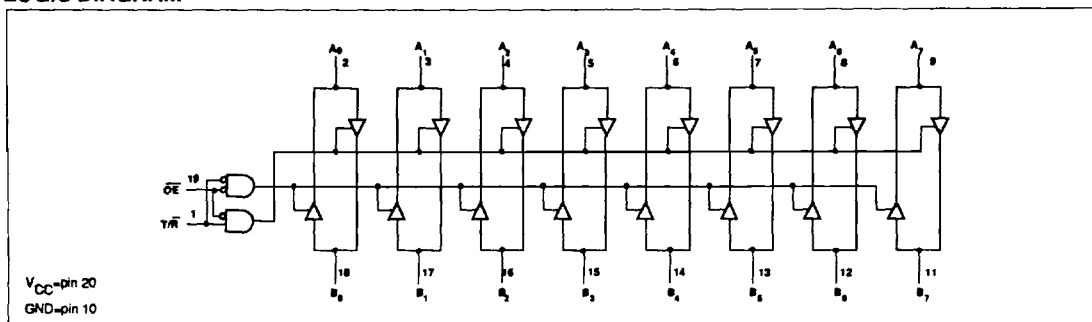 LOGIC DIAGRAM
A0 A1 A2 A3 A4 A5 A6 A7
2 3 4 5 6 7 8 9
19
OE
1
T/R
18 17 16 15 14 13 12 11
B0 B1 B2 B3 B4 B5 B6 B7
VCC=pin 20
GND=pin 10